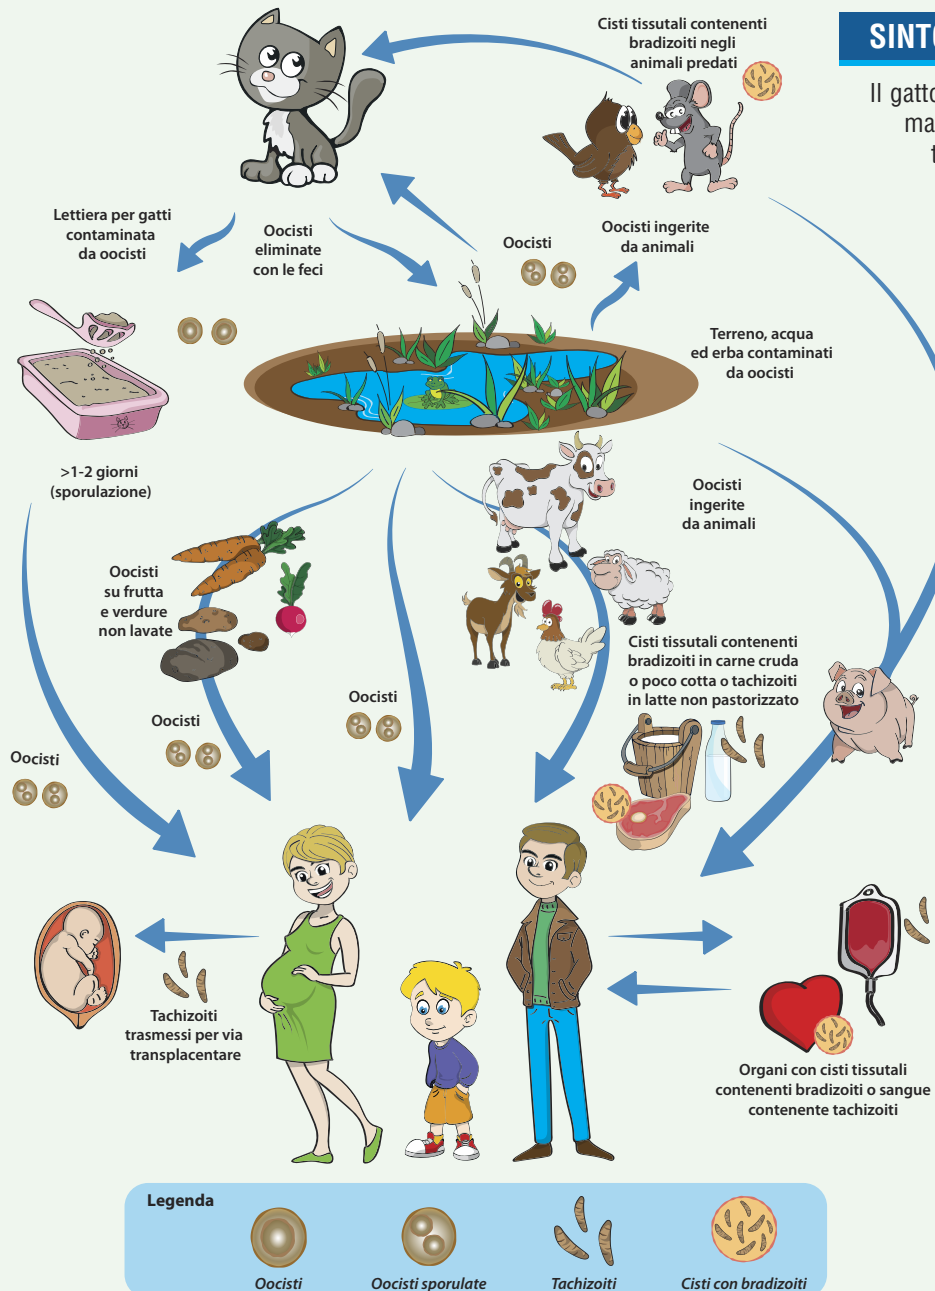 Cisti tissutali contenenti
bradizoiti negli
animali predati
Il gatto
Lettiera per gatti
contaminata
da oocisti
Oocisti
eliminate
con le feci
Oocisti
Oocisti ingerite
da animali
Terreno, acqua
ed erba contaminati
da oocisti
>1-2 giorni
(sporulazione)
Oocisti
ingerite
da animali
Oocisti
su frutta
e verdure
non lavate
Cisti tissutali contenenti
bradizoiti in carne cruda
o poco cotta o tachizoiti
in latte non pastorizzato
Oocisti
Oocisti
Oocisti
Tachizoiti
trasmessi per via
transplacentare
Organi con cisti tissutali
contenenti bradizoiti o sangue
contenente tachizoiti
Legenda
Oocisti
Oocisti sporulate
Tachizoiti
Cisti con bradizoiti